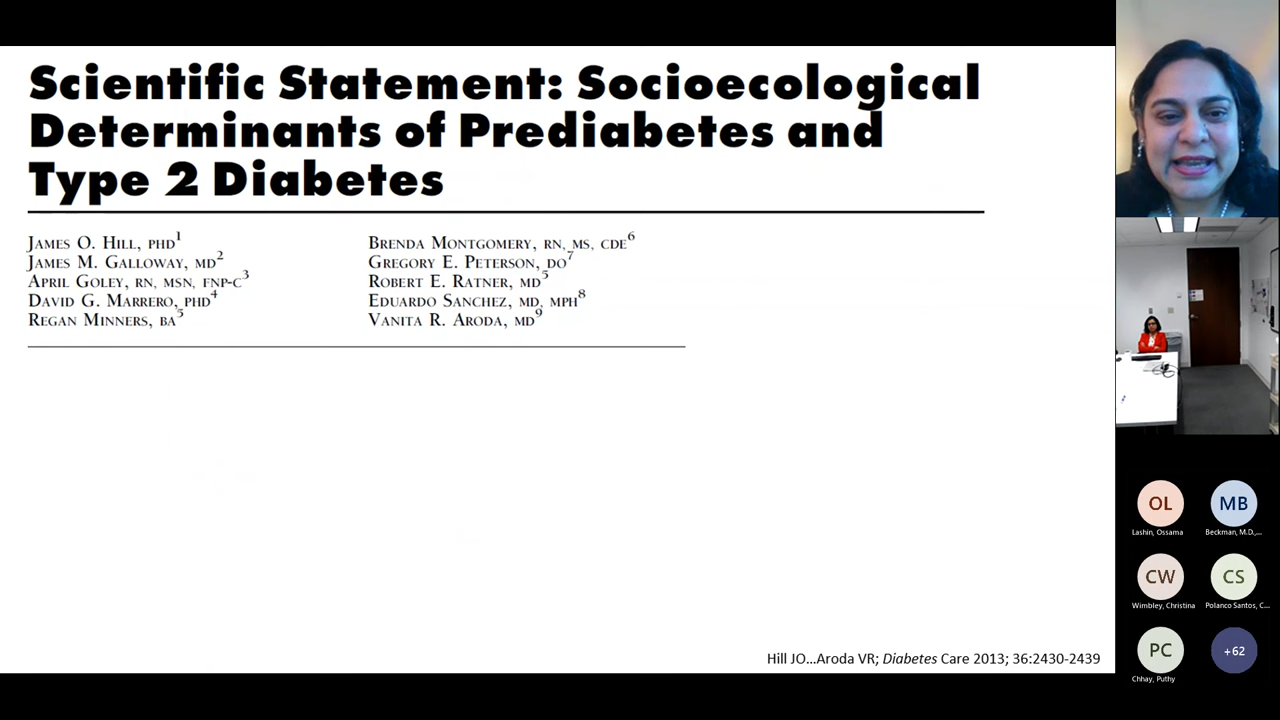 Scientific Statement: Socioecological
Determinants of Prediabetes and
Type 2 Diabetes
JAMES O. HILL, PHD1
JAMES M. GALLOWAY, MD2
APRIL GOLEY, RN, MSN, FNP-C3
DAVID G. MARRERO, PHD4
REGAN MINNERS, BA5
BRENDA MONTGOMERY, RN, MS, CDE6
GREGORY E. PETERSON, DO7
ROBERT E. RATNER, MD5
EDUARDO SANCHEZ, MD, MPH8
VANITA R. ARODA, MD9
Hill JO...Aroda VR; Diabetes Care 2013; 36:2430-2439
OL
MB
Lashin, Ossama
Beckman, M.D.,...
CW
CS
Wimbley, Christina
Polanco Santos, C...
PC
+62
Chhay, Puthy